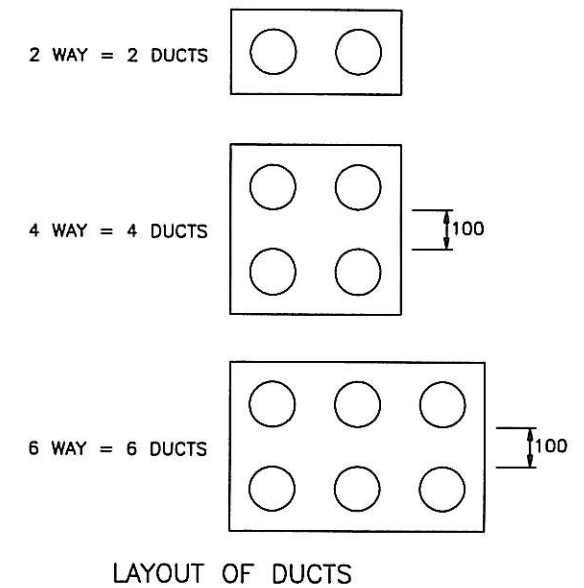 2 WAY = 2 DUCTS
4 WAY = 4 DUCTS
100
6 WAY = 6 DUCTS
100
LAYOUT OF DUCTS